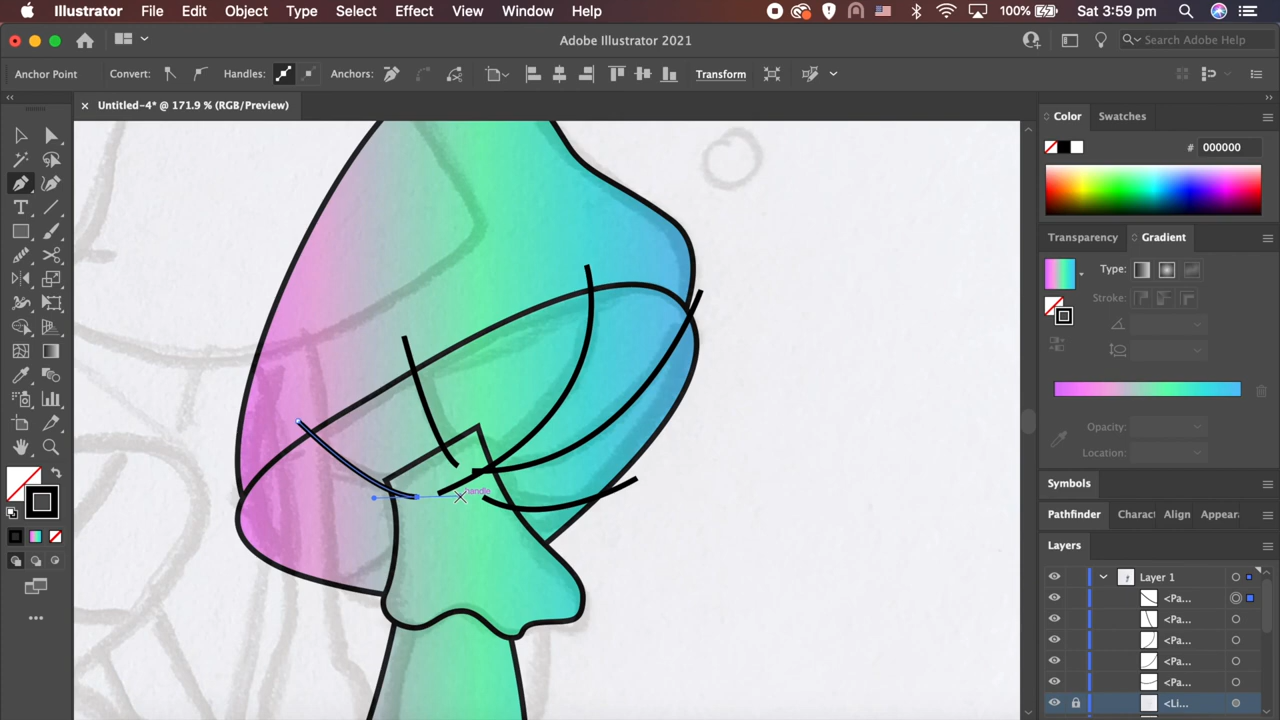 Illustrator File Edit Object Type Select Effect View Window Help 100% Sat 3:59 pm
Adobe Illustrator 2021 Search Adobe Help
Anchor Point Convert: Handles: Anchors: Transform
Untitled-4* @ 171.9 % (RGB/Preview)
Color Swatches
# 000000
Transparency Gradient
Type:
Stroke:
Opacity:
Location:
Symbols
Pathfinder Charact Align Appear
Layers
Layer 1
<Pa...
<Pa...
<Pa...
<Pa...
<Pa...
<Li...
handle